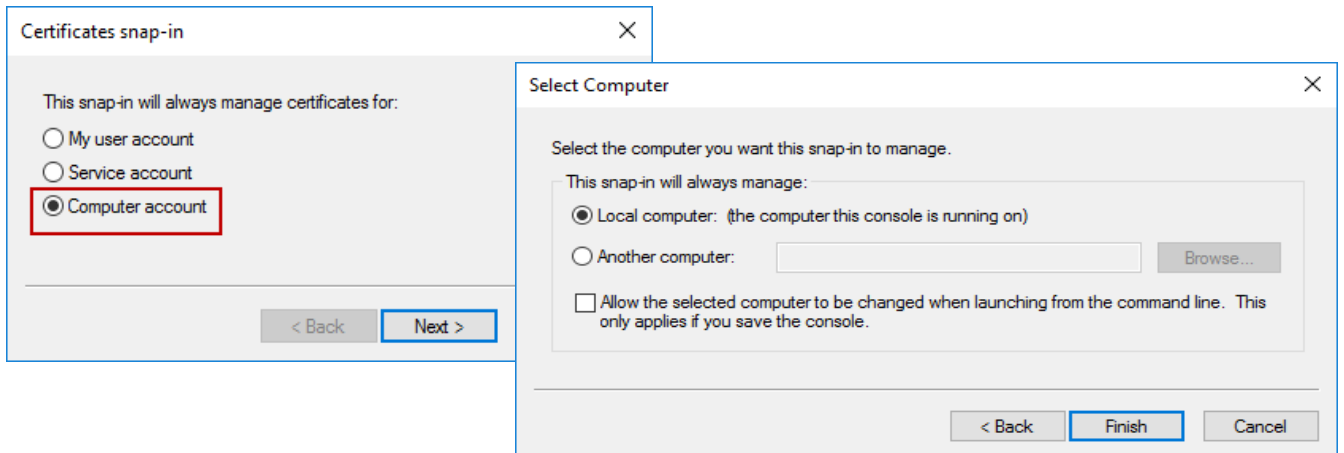 Certificates snap-in
This snap-in will always manage certificates for:
My user account
Service account
Computer account
< Back
Next >
Select Computer
Select the computer you want this snap-in to manage.
This snap-in will always manage:
Local computer: (the computer this console is running on)
Another computer:
Browse...
Allow the selected computer to be changed when launching from the command line. This
only applies if you save the console.
< Back
Finish
Cancel